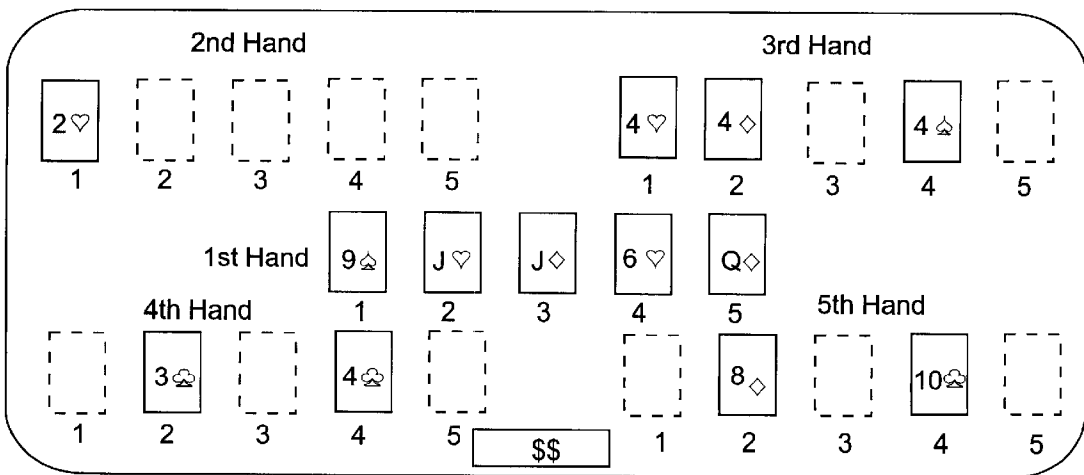 2nd Hand 3rd Hand
2♡ 4♡ 4◇ 4♤
1 2 3 4 5 1 2 3 4 5
1st Hand 9♤ J♡ J◇ 6♡ Q◇
1 2 3 4 5
4th Hand 5th Hand
3♧ 4♧ 8◇ 10♧
1 2 3 4 5 1 2 3 4 5
$$